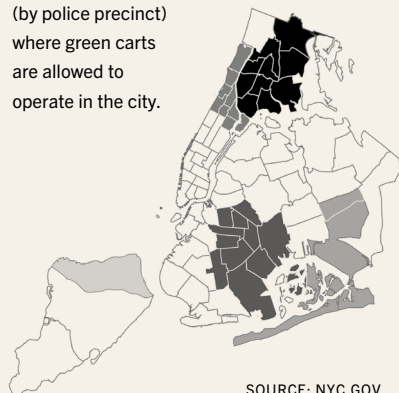 (by police precinct)
where green carts
are allowed to
operate in the city.
SOURCE: NYC.GOV